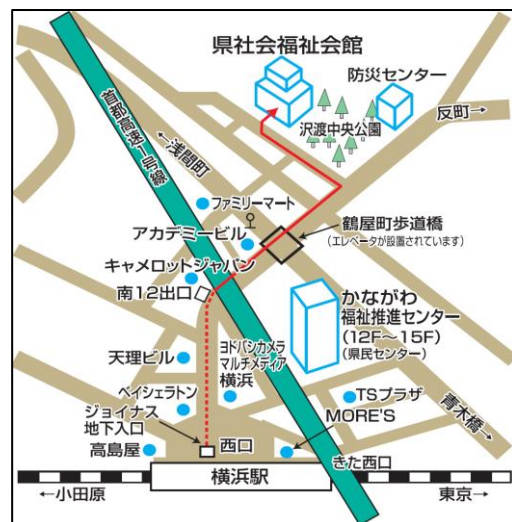 県社会福祉会館
防災センター
反町→
沢渡中央公園
首都高速1号線
←浅間町
ファミリーマート
アカデミービル
鶴屋町歩道橋
（エレベータが設置されています）
キャメロットジャパン
南12出口
かながわ
福祉推進センター
(12F～15F)
(県民センター)
天理ビル
ヨドバシカメラ
マルチメディア
横浜
ベイシェラトン
TSプラザ
青木橋
ジョイナス
地下入口
MORE'S
高島屋
西口
きた西口
横浜駅
←小田原
東京→